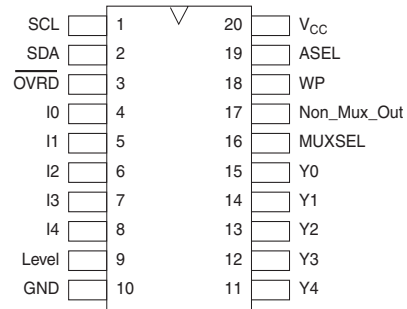 SCL 1 20 VCC
SDA 2 19 ASEL
OVRD 3 18 WP
I0 4 17 Non_Mux_Out
I1 5 16 MUXSEL
I2 6 15 Y0
I3 7 14 Y1
I4 8 13 Y2
Level 9 12 Y3
GND 10 11 Y4